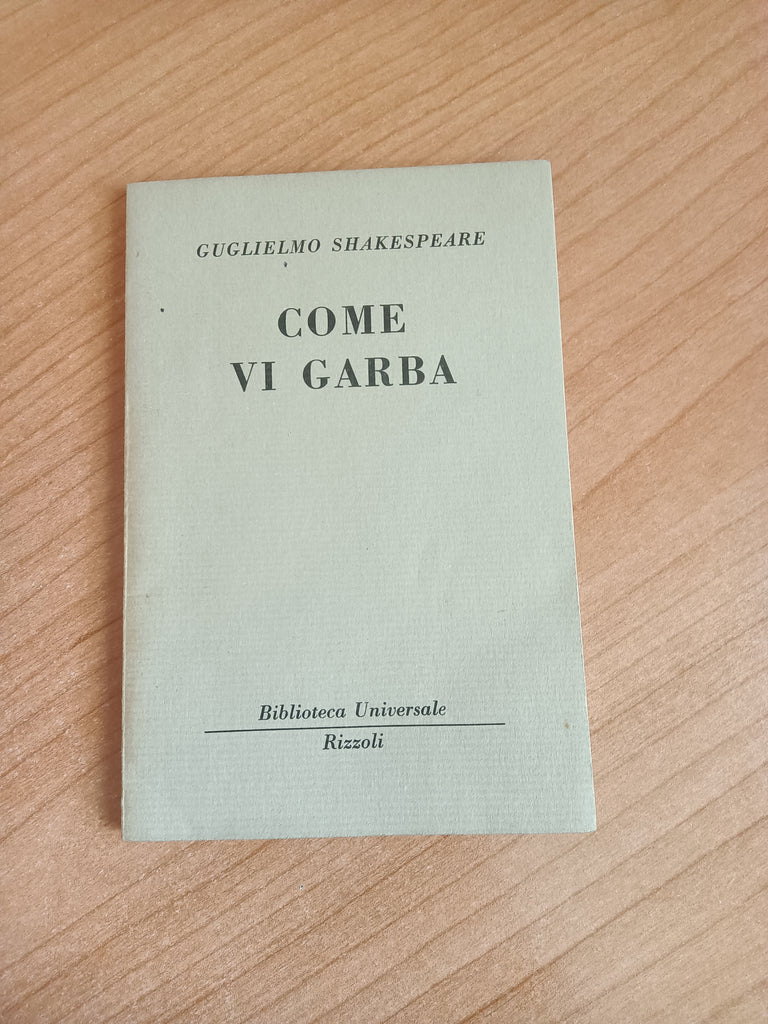 GUGLIELMO SHAKESPEARE
COME
VI GARBA
Biblioteca Universale
Rizzoli